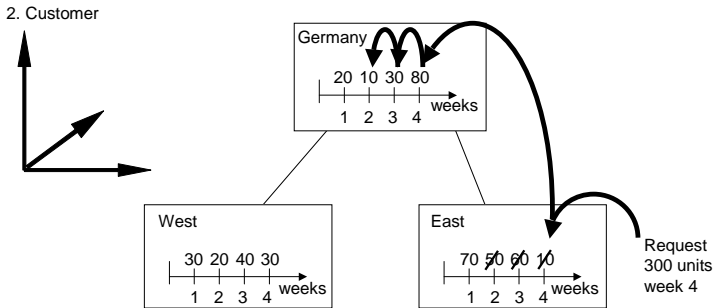 2. Customer
Germany
20 10 30 80
weeks
1 2 3 4
West
30 20 40 30
weeks
1 2 3 4
East
70 50 60 10
weeks
1 2 3 4
Request
300 units
week 4